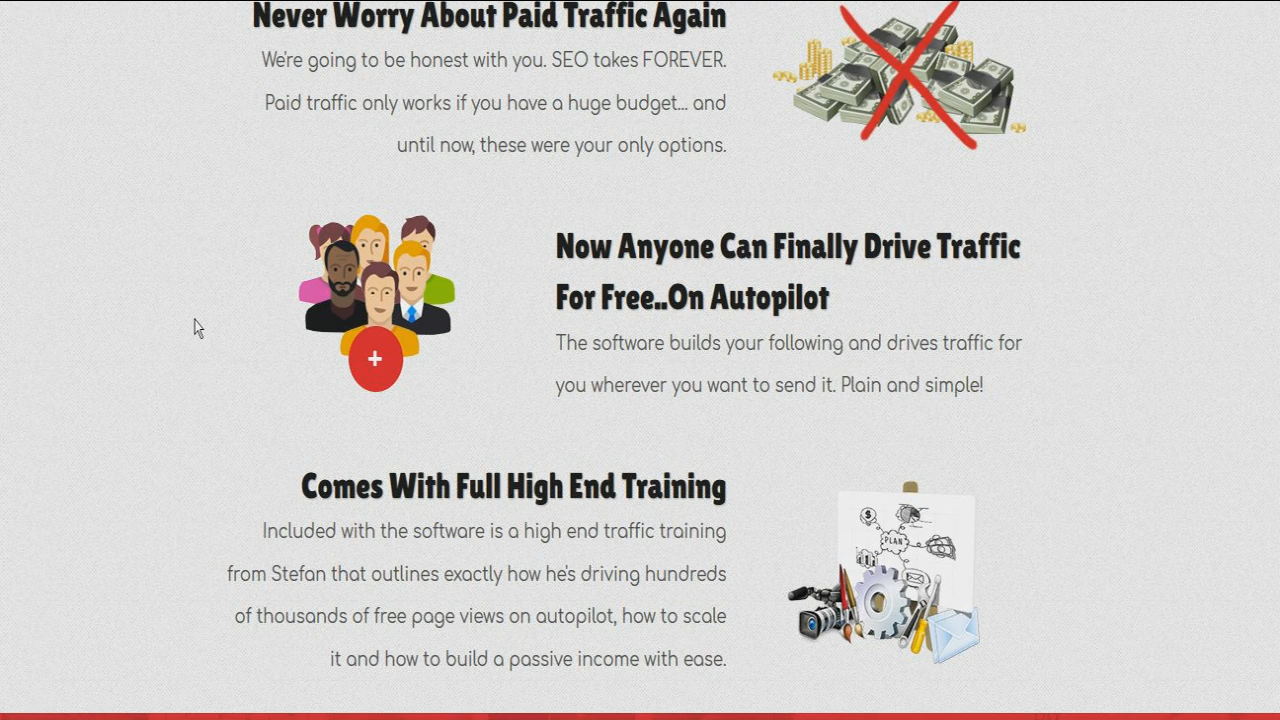 Never Worry About Paid Traffic Again
We're going to be honest with you. SEO takes FOREVER.
Paid traffic only works if you have a huge budget... and
until now, these were your only options.
Now Anyone Can Finally Drive Traffic
For Free..On Autopilot
The software builds your following and drives traffic for
you wherever you want to send it. Plain and simple!
+
Comes With Full High End Training
Included with the software is a high end traffic training
from Stefan that outlines exactly how he's driving hundreds
of thousands of free page views on autopilot, how to scale
it and how to build a passive income with ease.
$
PLAN